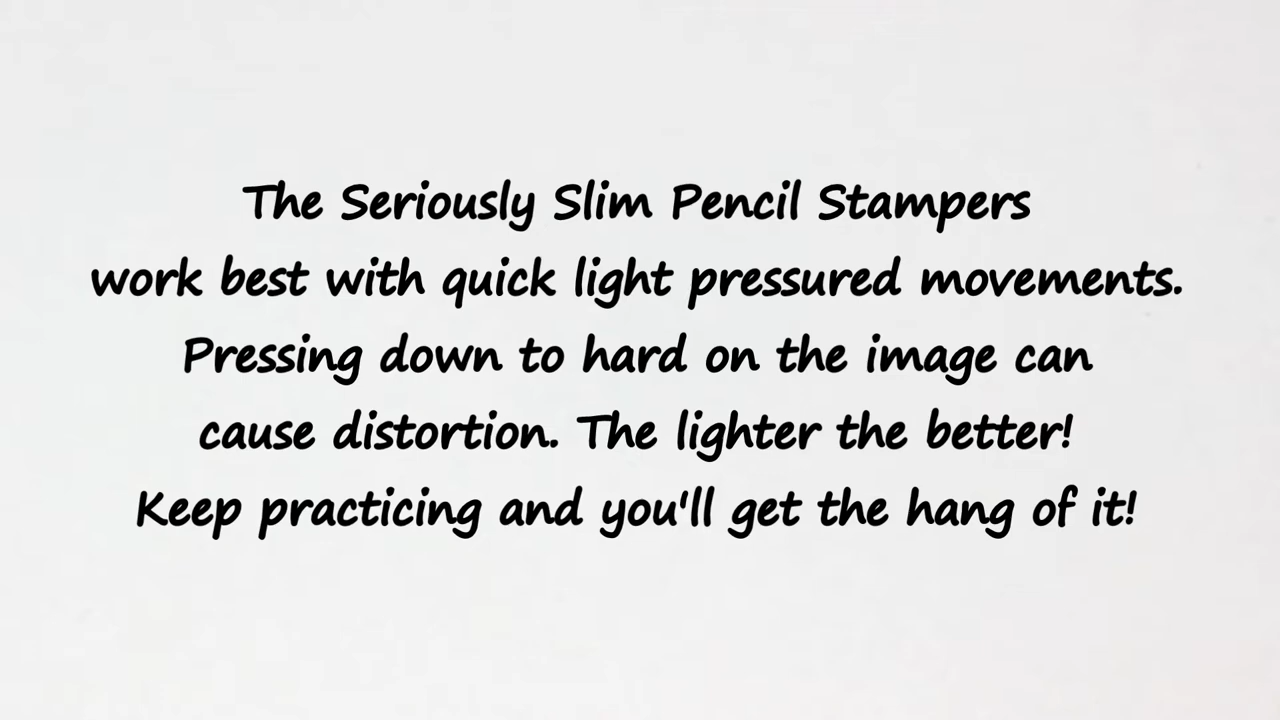 The Seriously Slim Pencil Stampers
work best with quick light pressured movements.
Pressing down to hard on the image can
cause distortion. The lighter the better!
Keep practicing and you'll get the hang of it!